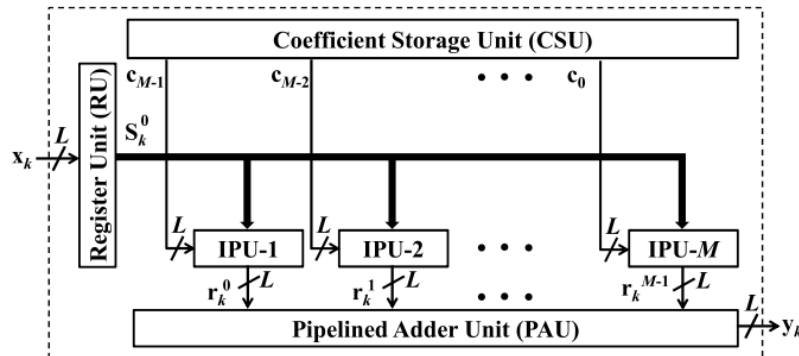 Coefficient Storage Unit (CSU)
c_{M-1} c_{M-2} • • • c_0
Register Unit (RU)
S_k^0
x_k L
L L L
IPU-1 IPU-2 • • • IPU-M
r_k^0 L r_k^1 L • • • r_k^{M-1} L
Pipelined Adder Unit (PAU)
L y_k